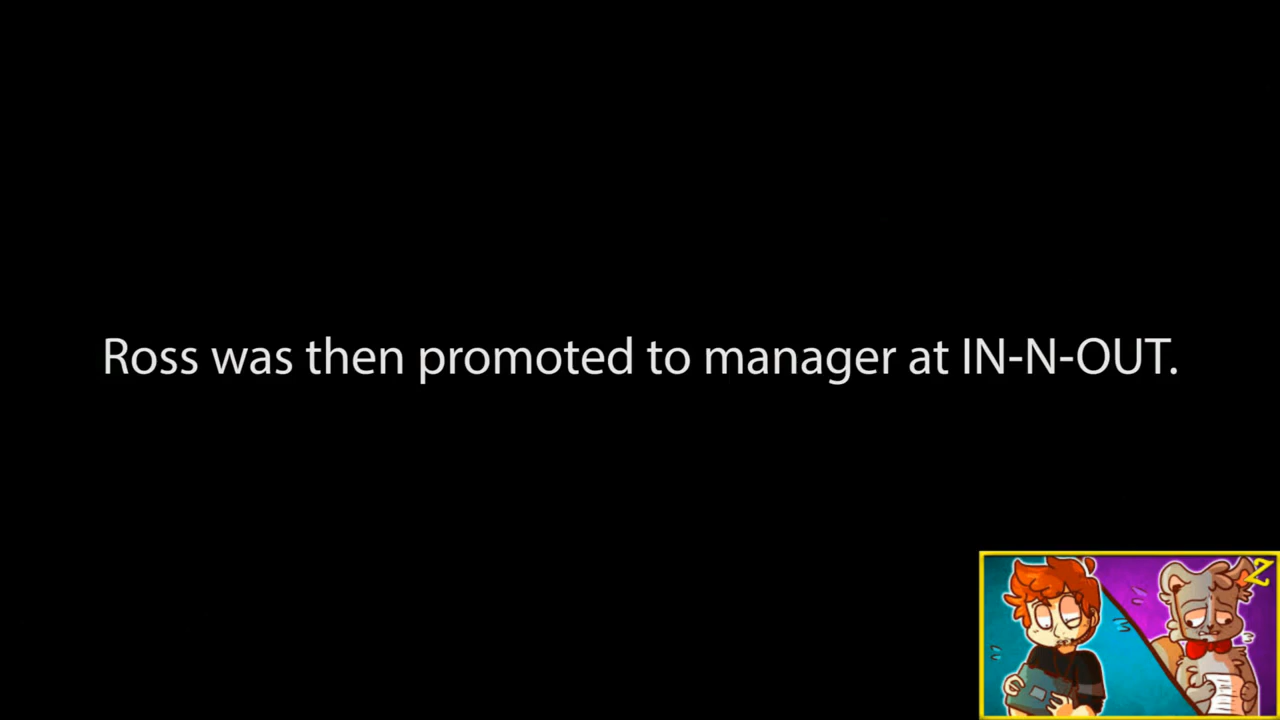 Ross was then promoted to manager at IN-N-OUT.
Z